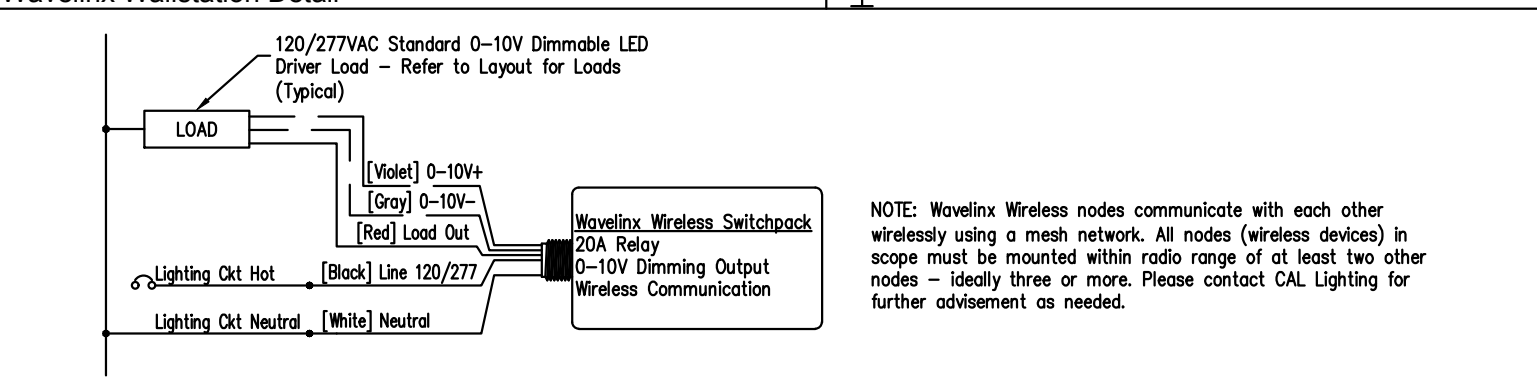 Wavelinx Wallstation Detail
120/277VAC Standard 0-10V Dimmable LED
Driver Load - Refer to Layout for Loads
(Typical)
LOAD
[Violet] 0-10V+
[Gray] 0-10V-
[Red] Load Out
Lighting Ckt Hot
[Black] Line 120/277
Lighting Ckt Neutral
[White] Neutral
Wavelinx Wireless Switchpack
20A Relay
0-10V Dimming Output
Wireless Communication
NOTE: Wavelinx Wireless nodes communicate with each other
wirelessly using a mesh network. All nodes (wireless devices) in
scope must be mounted within radio range of at least two other
nodes - ideally three or more. Please contact CAL Lighting for
further advisement as needed.